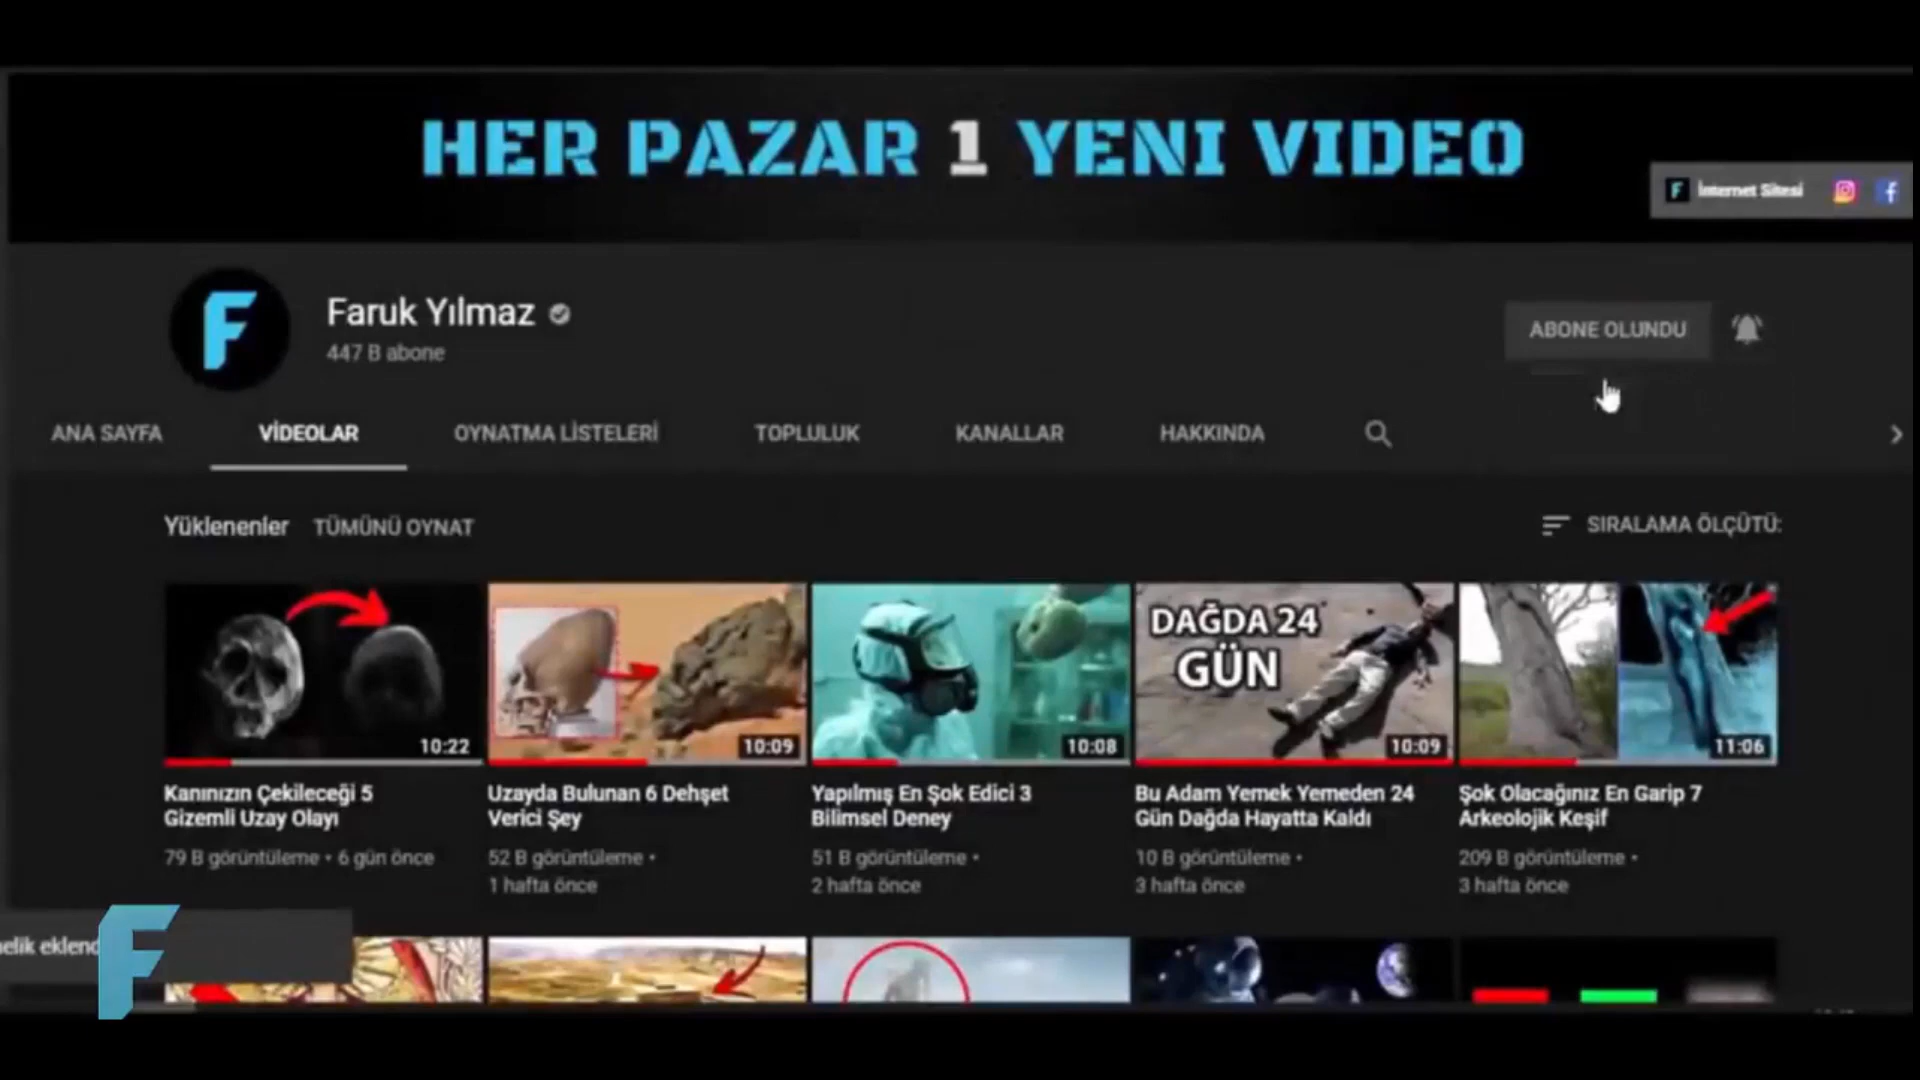 HER PAZAR 1 YENI VIDEO
İnternet Sitesi
Faruk Yılmaz
447 B abone
ABONE OLUNDU
ANA SAYFA VİDEOLAR OYNATMA LİSTELERİ TOPLULUK KANALLAR HAKKINDA
Yüklenenler TÜMÜNÜ OYNAT
SIRALAMA ÖLÇÜTÜ:
10:22
Kanınızın Çekileceği 5
Gizemli Uzay Olayı
79 B görüntüleme • 6 gün önce
10:09
Uzayda Bulunan 6 Dehşet
Verici Şey
52 B görüntüleme •
1 hafta önce
10:08
Yapılmış En Şok Edici 3
Bilimsel Deney
51 B görüntüleme •
2 hafta önce
DAĞDA 24
GÜN
10:09
Bu Adam Yemek Yemeden 24
Gün Dağda Hayatta Kaldı
10 B görüntüleme •
3 hafta önce
11:06
Şok Olacağınız En Garip 7
Arkeolojik Keşif
209 B görüntüleme •
3 hafta önce
F